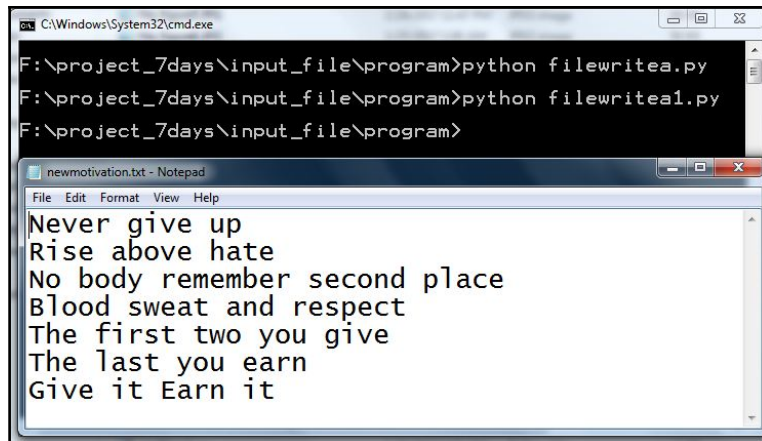 C:\Windows\System32\cmd.exe
F:\project_7days\input_file\program>python filewritea.py
F:\project_7days\input_file\program>python filewritea1.py
F:\project_7days\input_file\program>
newmotivation.txt - Notepad
File Edit Format View Help
Never give up
Rise above hate
No body remember second place
Blood sweat and respect
The first two you give
The last you earn
Give it Earn it